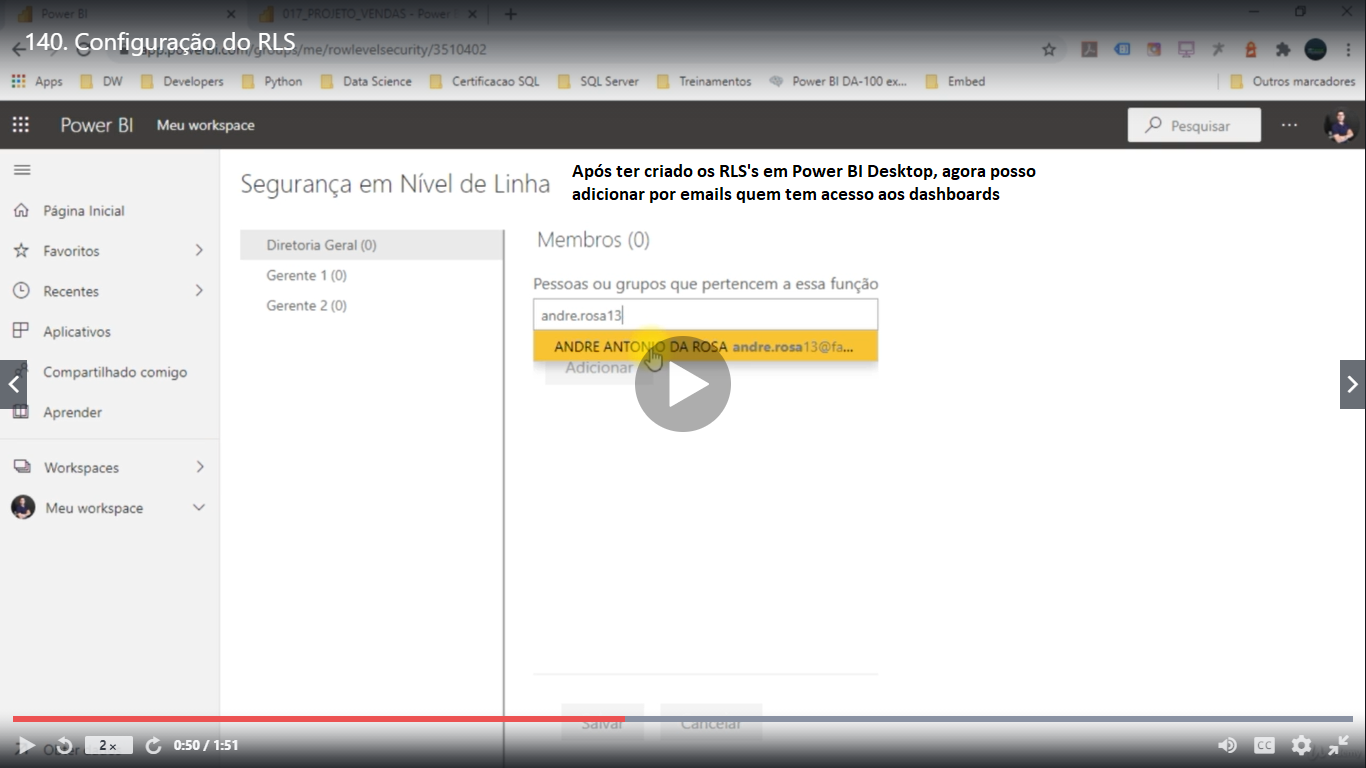 Power BI
017_PROJETO_VENDAS - Power
140. Configuração do RLS
app.powerbi.com/groups/me/rowlevelsecurity/3510402
Apps
DW
Developers
Python
Data Science
Certificacao SQL
SQL Server
Treinamentos
Power BI DA-100 ex...
Embed
Outros marcadores
Power BI
Meu workspace
Pesquisar
Segurança em Nível de Linha
Após ter criado os RLS's em Power BI Desktop, agora posso
adicionar por emails quem tem acesso aos dashboards
Página Inicial
Favoritos
Recentes
Aplicativos
Compartilhado comigo
Aprender
Workspaces
Meu workspace
Diretoria Geral (0)
Gerente 1 (0)
Gerente 2 (0)
Membros (0)
Pessoas ou grupos que pertencem a essa função
andre.rosa13
ANDRE ANTONIO DA ROSA andre.rosa13@fa...
Adicionar
Salvar
Cancelar
2×
0:50 / 1:51
CC